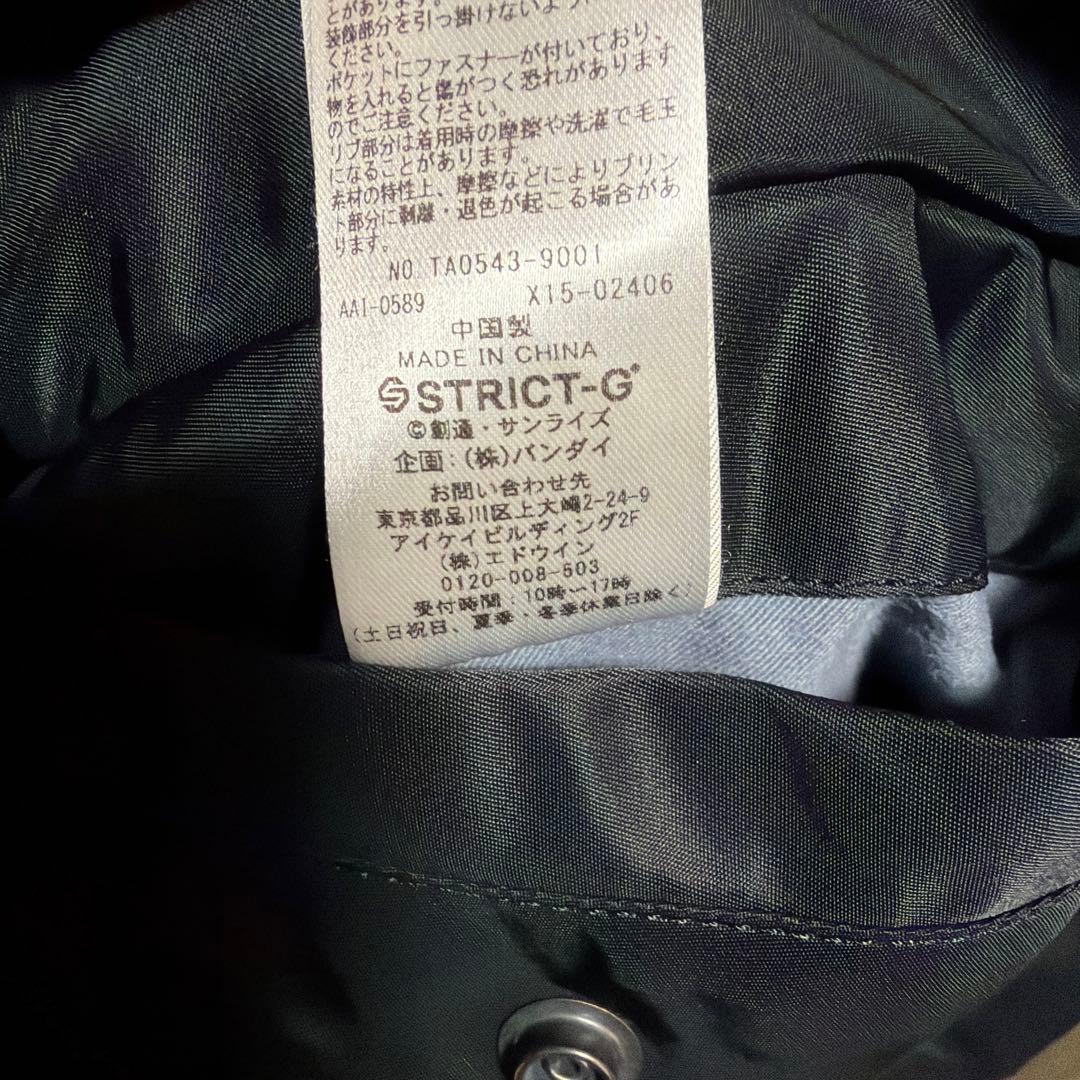 とがあります。
装飾部分を引っ掛けないよう
ください。
ポケットにファスナーが付いており、
物を入れると傷がつく恐れがあります
のでご注意ください。
リブ部分は着用時の摩擦や洗濯で毛玉
になることがあります。
素材の特性上、摩擦などによりプリン
ト部分に剥離・退色が起こる場合があ
ります。
NO TA0543-9001
AAI-0589 X15-02406
中国製
MADE IN CHINA
STRICT-G
©創通・サンライズ
企画:(株)バンダイ
お問い合わせ先
東京都品川区上大崎2-24-9
アイケイビルディング2F
(株)エドウイン
0120-008-503
受付時間:10時〜17時
(土日祝日、夏季・冬季休業日除く)